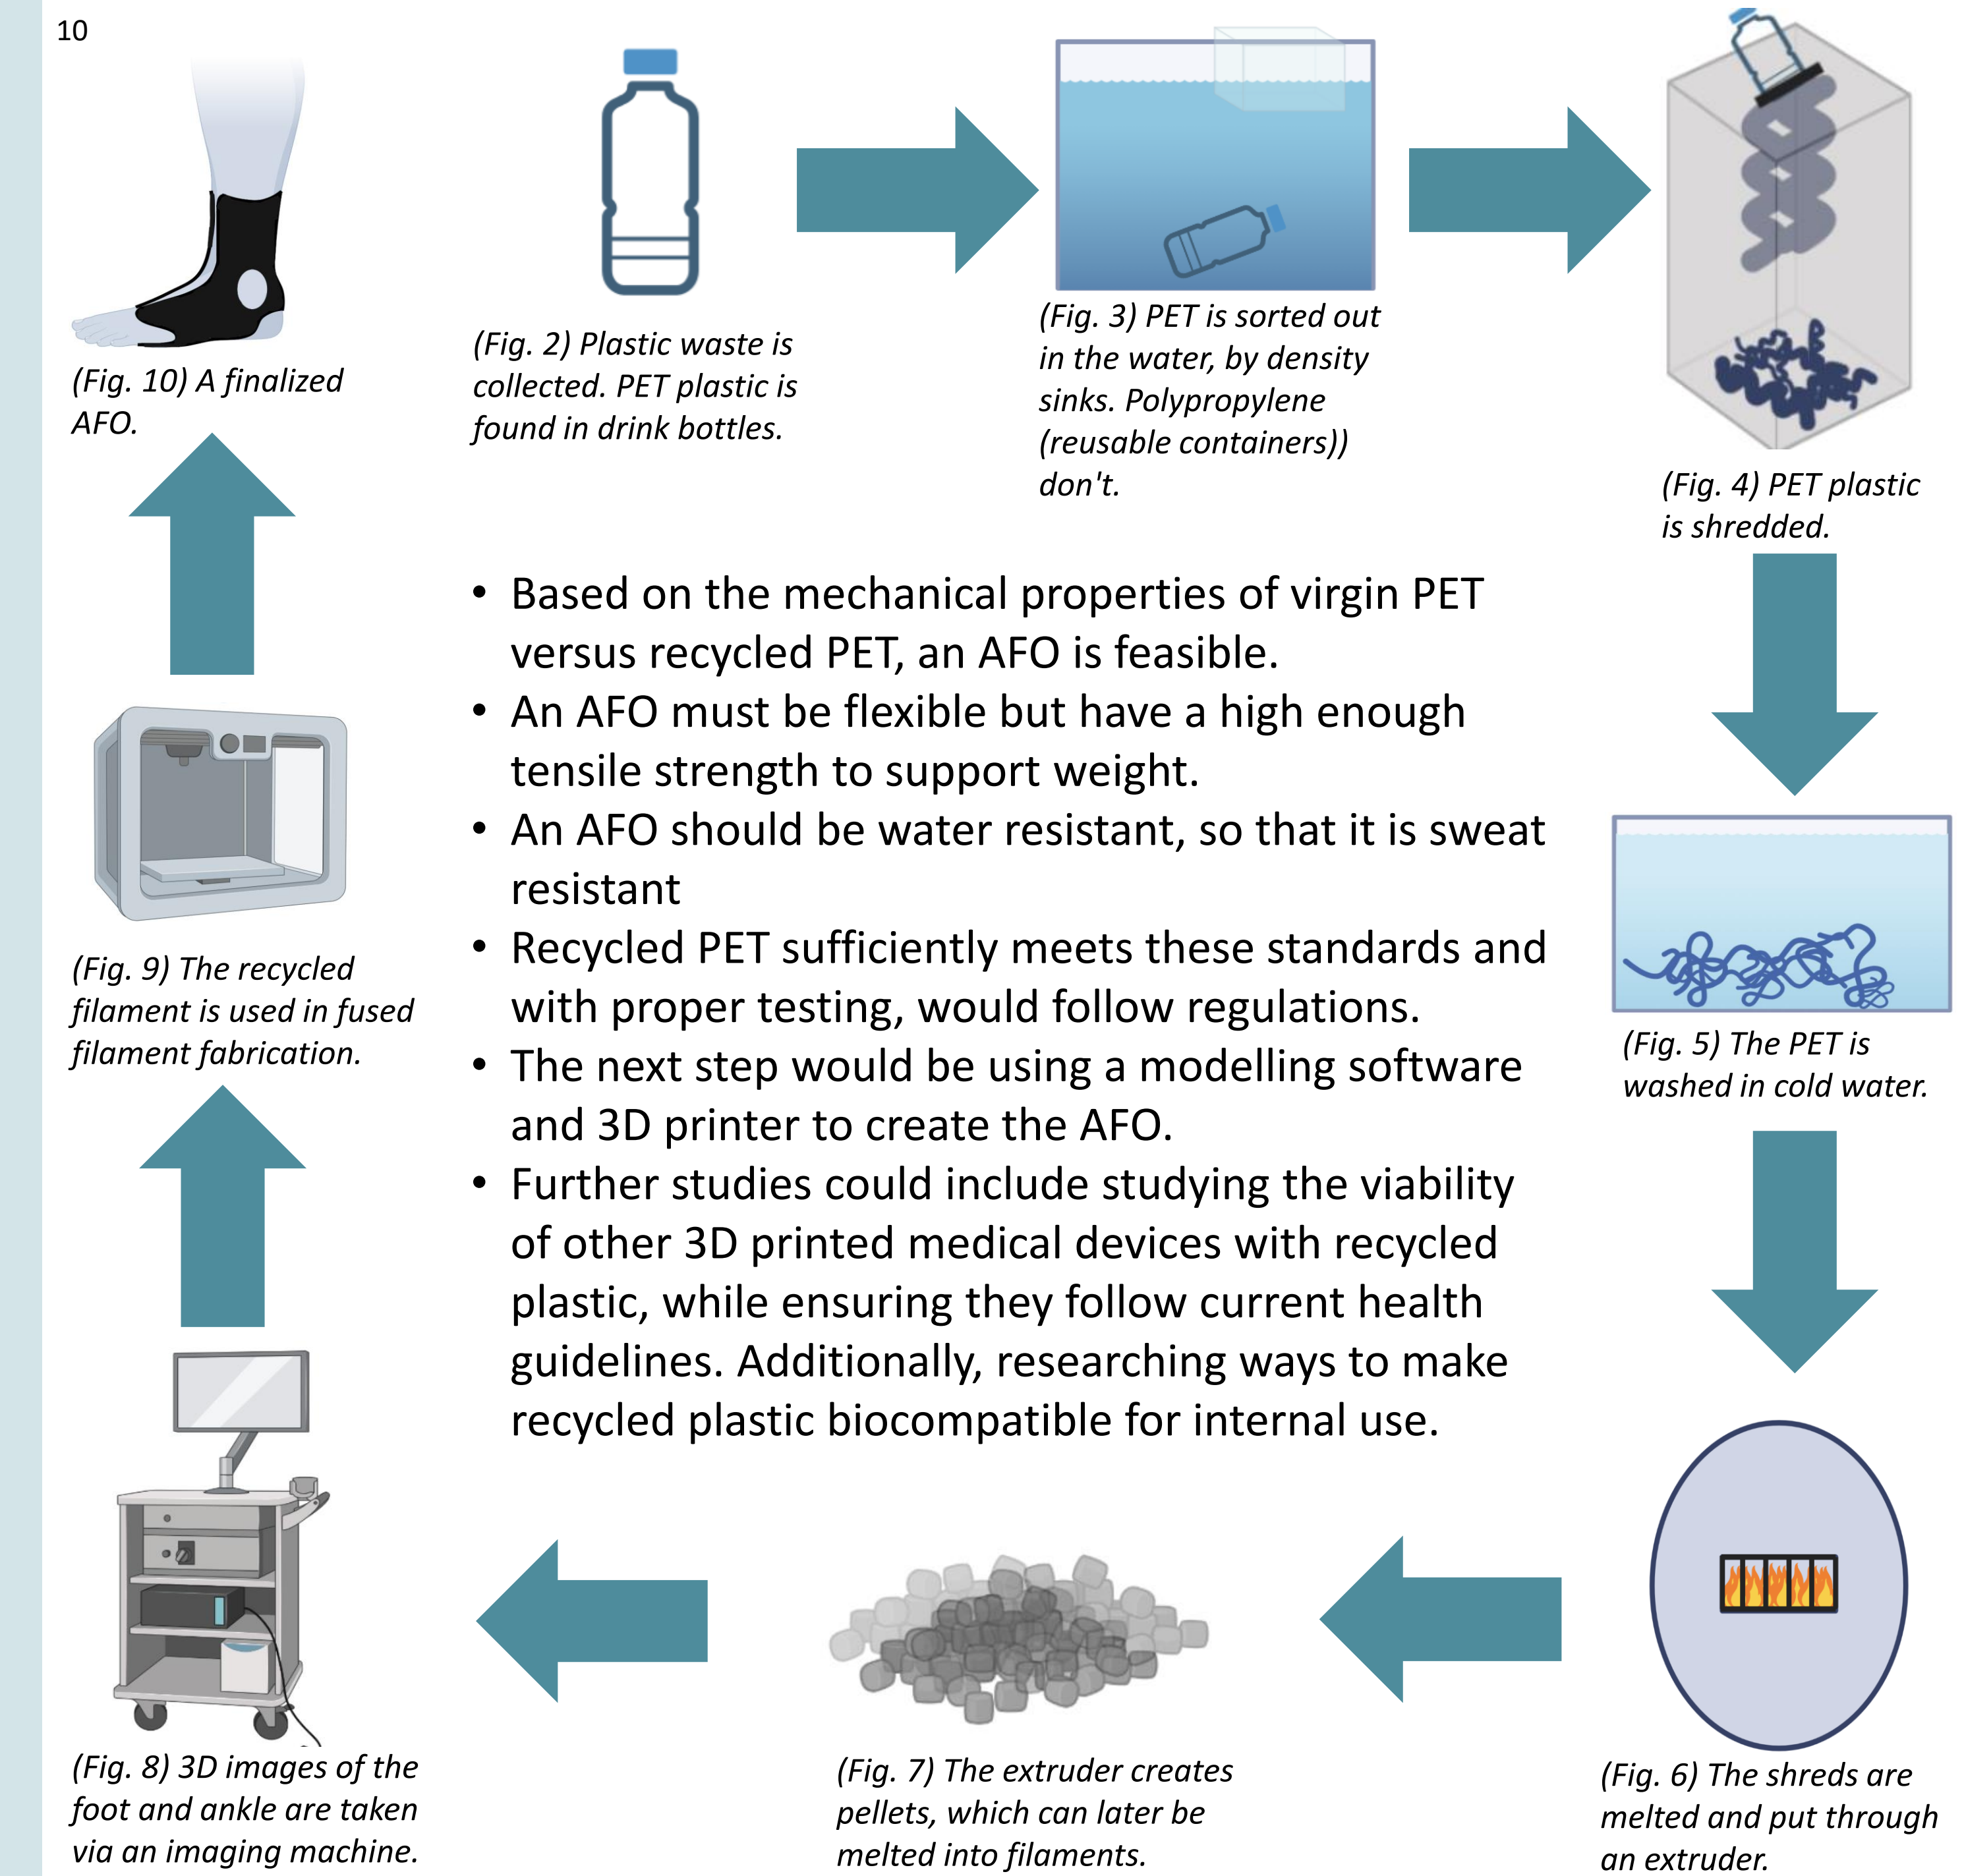 10
(Fig. 2) Plastic waste is
collected. PET plastic is
found in drink bottles.
(Fig. 3) PET is sorted out
in the water, by density
sinks. Polypropylene
(reusable containers))
don't.
(Fig. 4) PET plastic
is shredded.
(Fig. 5) The PET is
washed in cold water.
(Fig. 6) The shreds are
melted and put through
an extruder.
(Fig. 7) The extruder creates
pellets, which can later be
melted into filaments.
(Fig. 8) 3D images of the
foot and ankle are taken
via an imaging machine.
(Fig. 9) The recycled
filament is used in fused
filament fabrication.
(Fig. 10) A finalized
AFO.
• Based on the mechanical properties of virgin PET
versus recycled PET, an AFO is feasible.
• An AFO must be flexible but have a high enough
tensile strength to support weight.
• An AFO should be water resistant, so that it is sweat
resistant
• Recycled PET sufficiently meets these standards and
with proper testing, would follow regulations.
• The next step would be using a modelling software
and 3D printer to create the AFO.
• Further studies could include studying the viability
of other 3D printed medical devices with recycled
plastic, while ensuring they follow current health
guidelines. Additionally, researching ways to make
recycled plastic biocompatible for internal use.